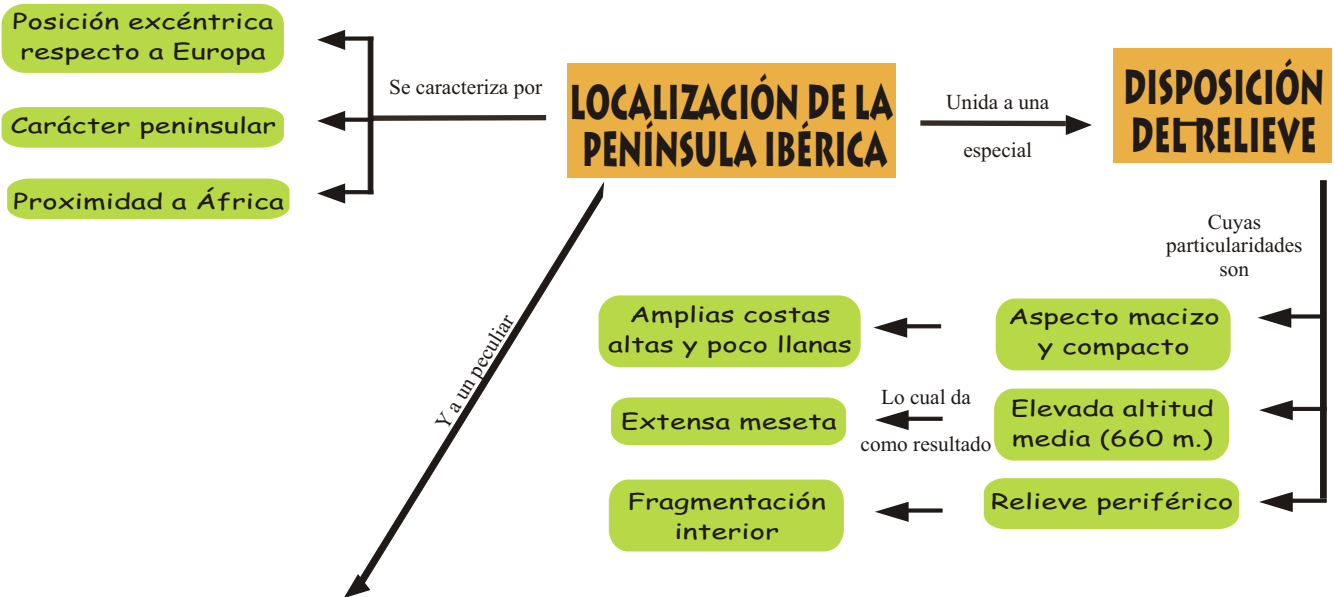 Posición excéntrica
respecto a Europa
Carácter peninsular
Proximidad a África
Se caracteriza por
LOCALIZACIÓN DE LA
PENÍNSULA IBÉRICA
Unida a una
especial
DISPOSICIÓN
DEL RELIEVE
Cuyas
particularidades
son
Y a un peculiar
Amplias costas
altas y poco llanas
Aspecto macizo
y compacto
Extensa meseta
Lo cual da
como resultado
Elevada altitud
media (660 m.)
Fragmentación
interior
Relieve periférico